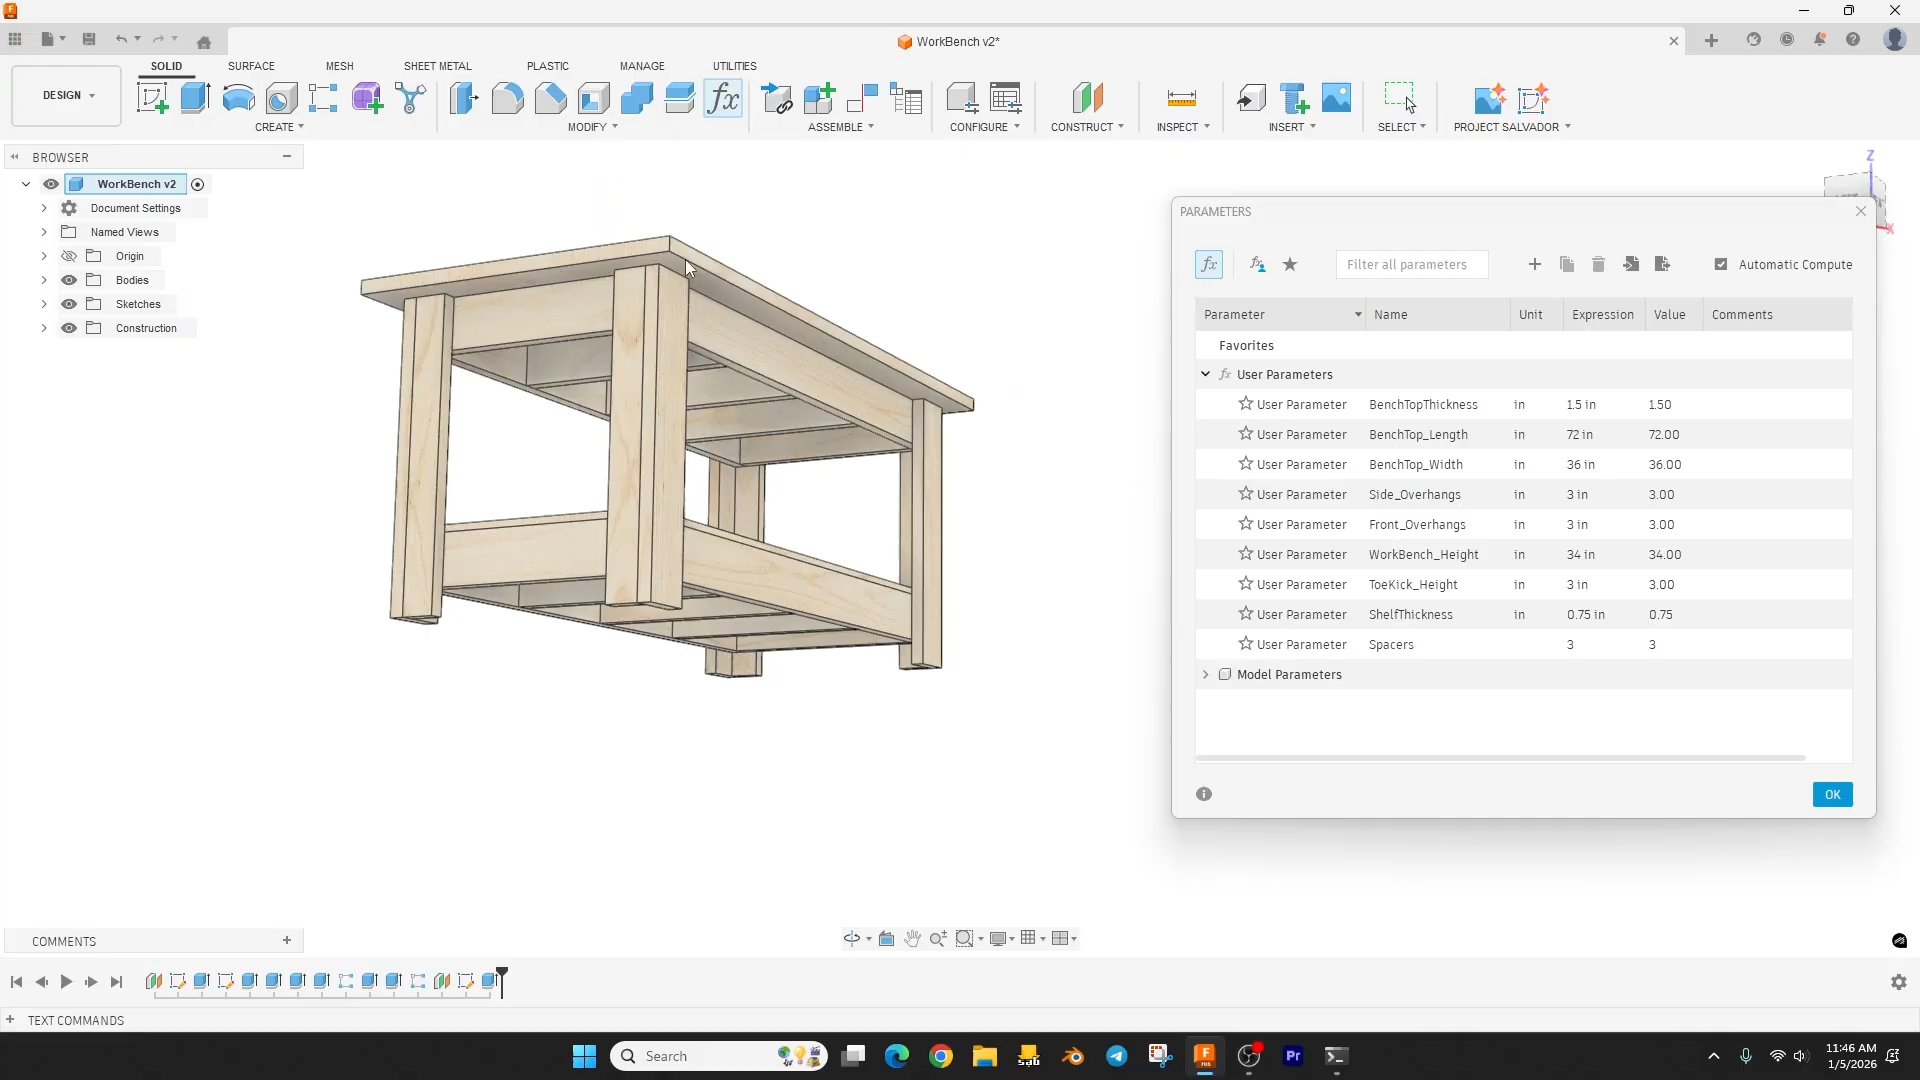 WorkBench v2*
SOLID SURFACE MESH SHEET METAL PLASTIC MANAGE UTILITIES
DESIGN
CREATE MODIFY ASSEMBLE CONFIGURE CONSTRUCT INSPECT INSERT SELECT PROJECT SALVADOR
BROWSER
WorkBench v2
Document Settings
Named Views
Origin
Bodies
Sketches
Construction
Z
X
PARAMETERS
fx
Filter all parameters
Automatic Compute
Parameter Name Unit Expression Value Comments
Favorites
fx User Parameters
User Parameter BenchTopThickness in 1.5 in 1.50
User Parameter BenchTop_Length in 72 in 72.00
User Parameter BenchTop_Width in 36 in 36.00
User Parameter Side_Overhangs in 3 in 3.00
User Parameter Front_Overhangs in 3 in 3.00
User Parameter WorkBench_Height in 34 in 34.00
User Parameter ToeKick_Height in 3 in 3.00
User Parameter ShelfThickness in 0.75 in 0.75
User Parameter Spacers 3 3
Model Parameters
OK
COMMENTS
TEXT COMMANDS
Search
sab
F
FUS
Pr
11:46 AM
1/5/2026